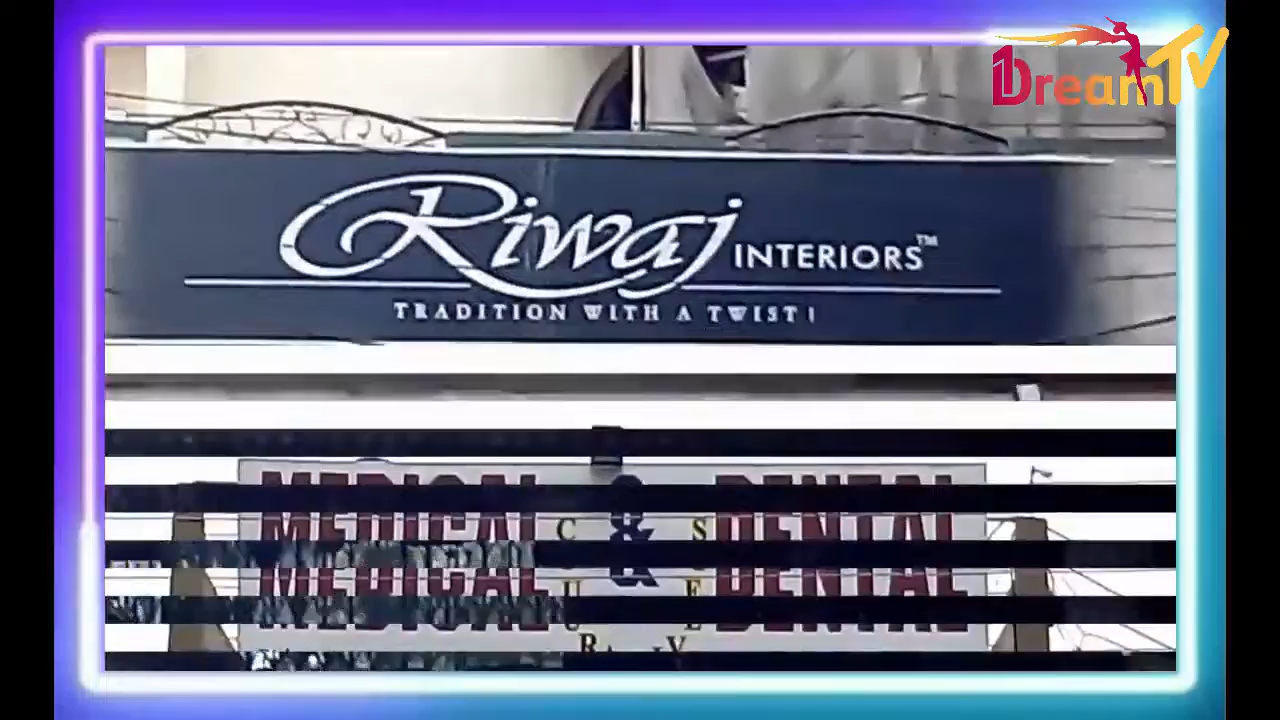 DreamTV
Riwaj INTERIORS™
TRADITION WITH A TWIST!
MEDICAL & DENTAL